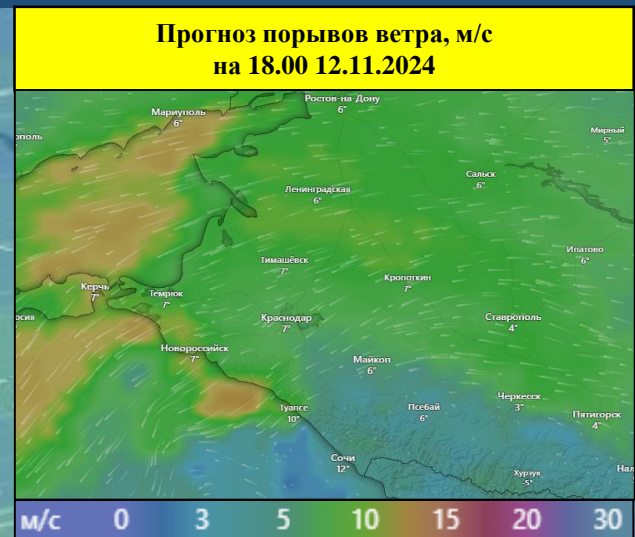 Прогноз порывов ветра, м/с
на 18.00 12.11.2024
Ростов-на-Дону
6°
Мариуполь
6°
Мирный
5°
ополь
Сальск
6°
Ленинградская
6°
Ипатово
6°
Тимашёвск
7°
Кропоткин
7°
Керчь
7°
Темрюк
7°
осия
Краснодар
7°
Ставрополь
4°
Новороссийск
7°
Майкоп
6°
Черкесск
3°
Туапсе
10°
Псебай
6°
Пятигорск
4°
Сочи
12°
Хурзук
-5°
Нал
м/с 0 3 5 10 15 20 30